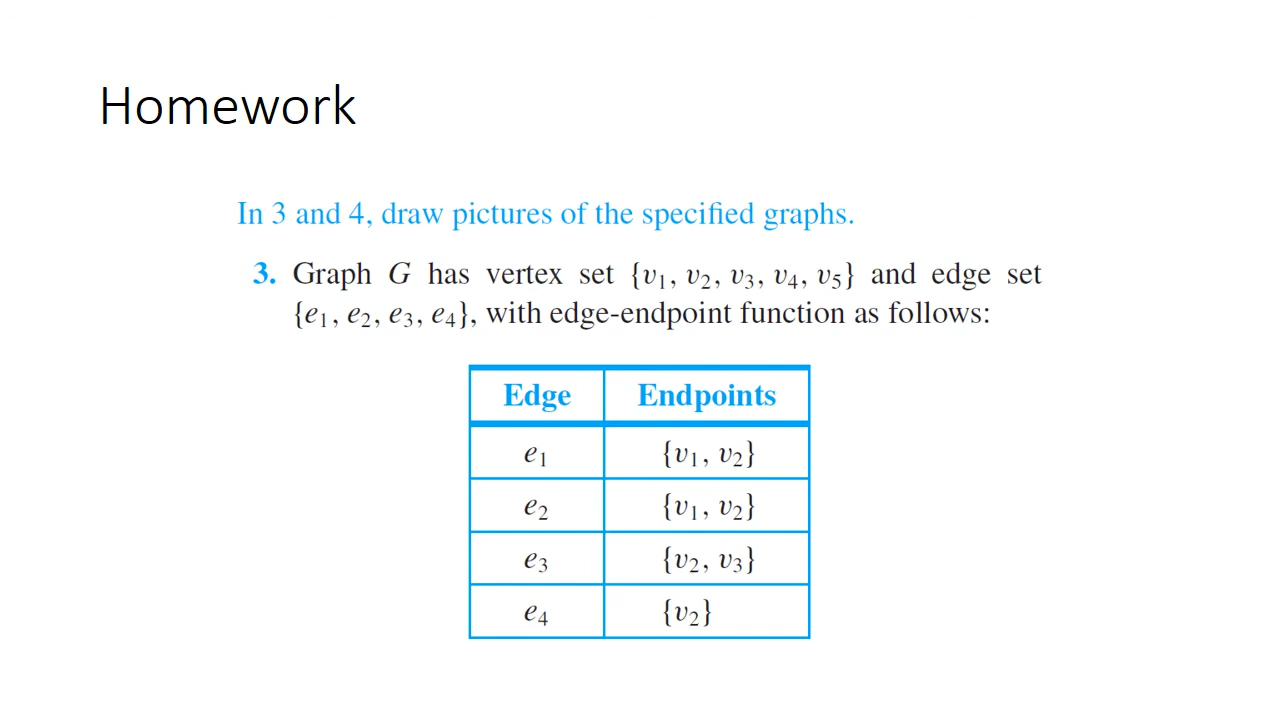 Homework
In 3 and 4, draw pictures of the specified graphs.
3. Graph G has vertex set {v₁, v₂, v₃, v₄, v₅} and edge set
{e₁, e₂, e₃, e₄}, with edge-endpoint function as follows:
Edge Endpoints
e₁ {v₁, v₂}
e₂ {v₁, v₂}
e₃ {v₂, v₃}
e₄ {v₂}